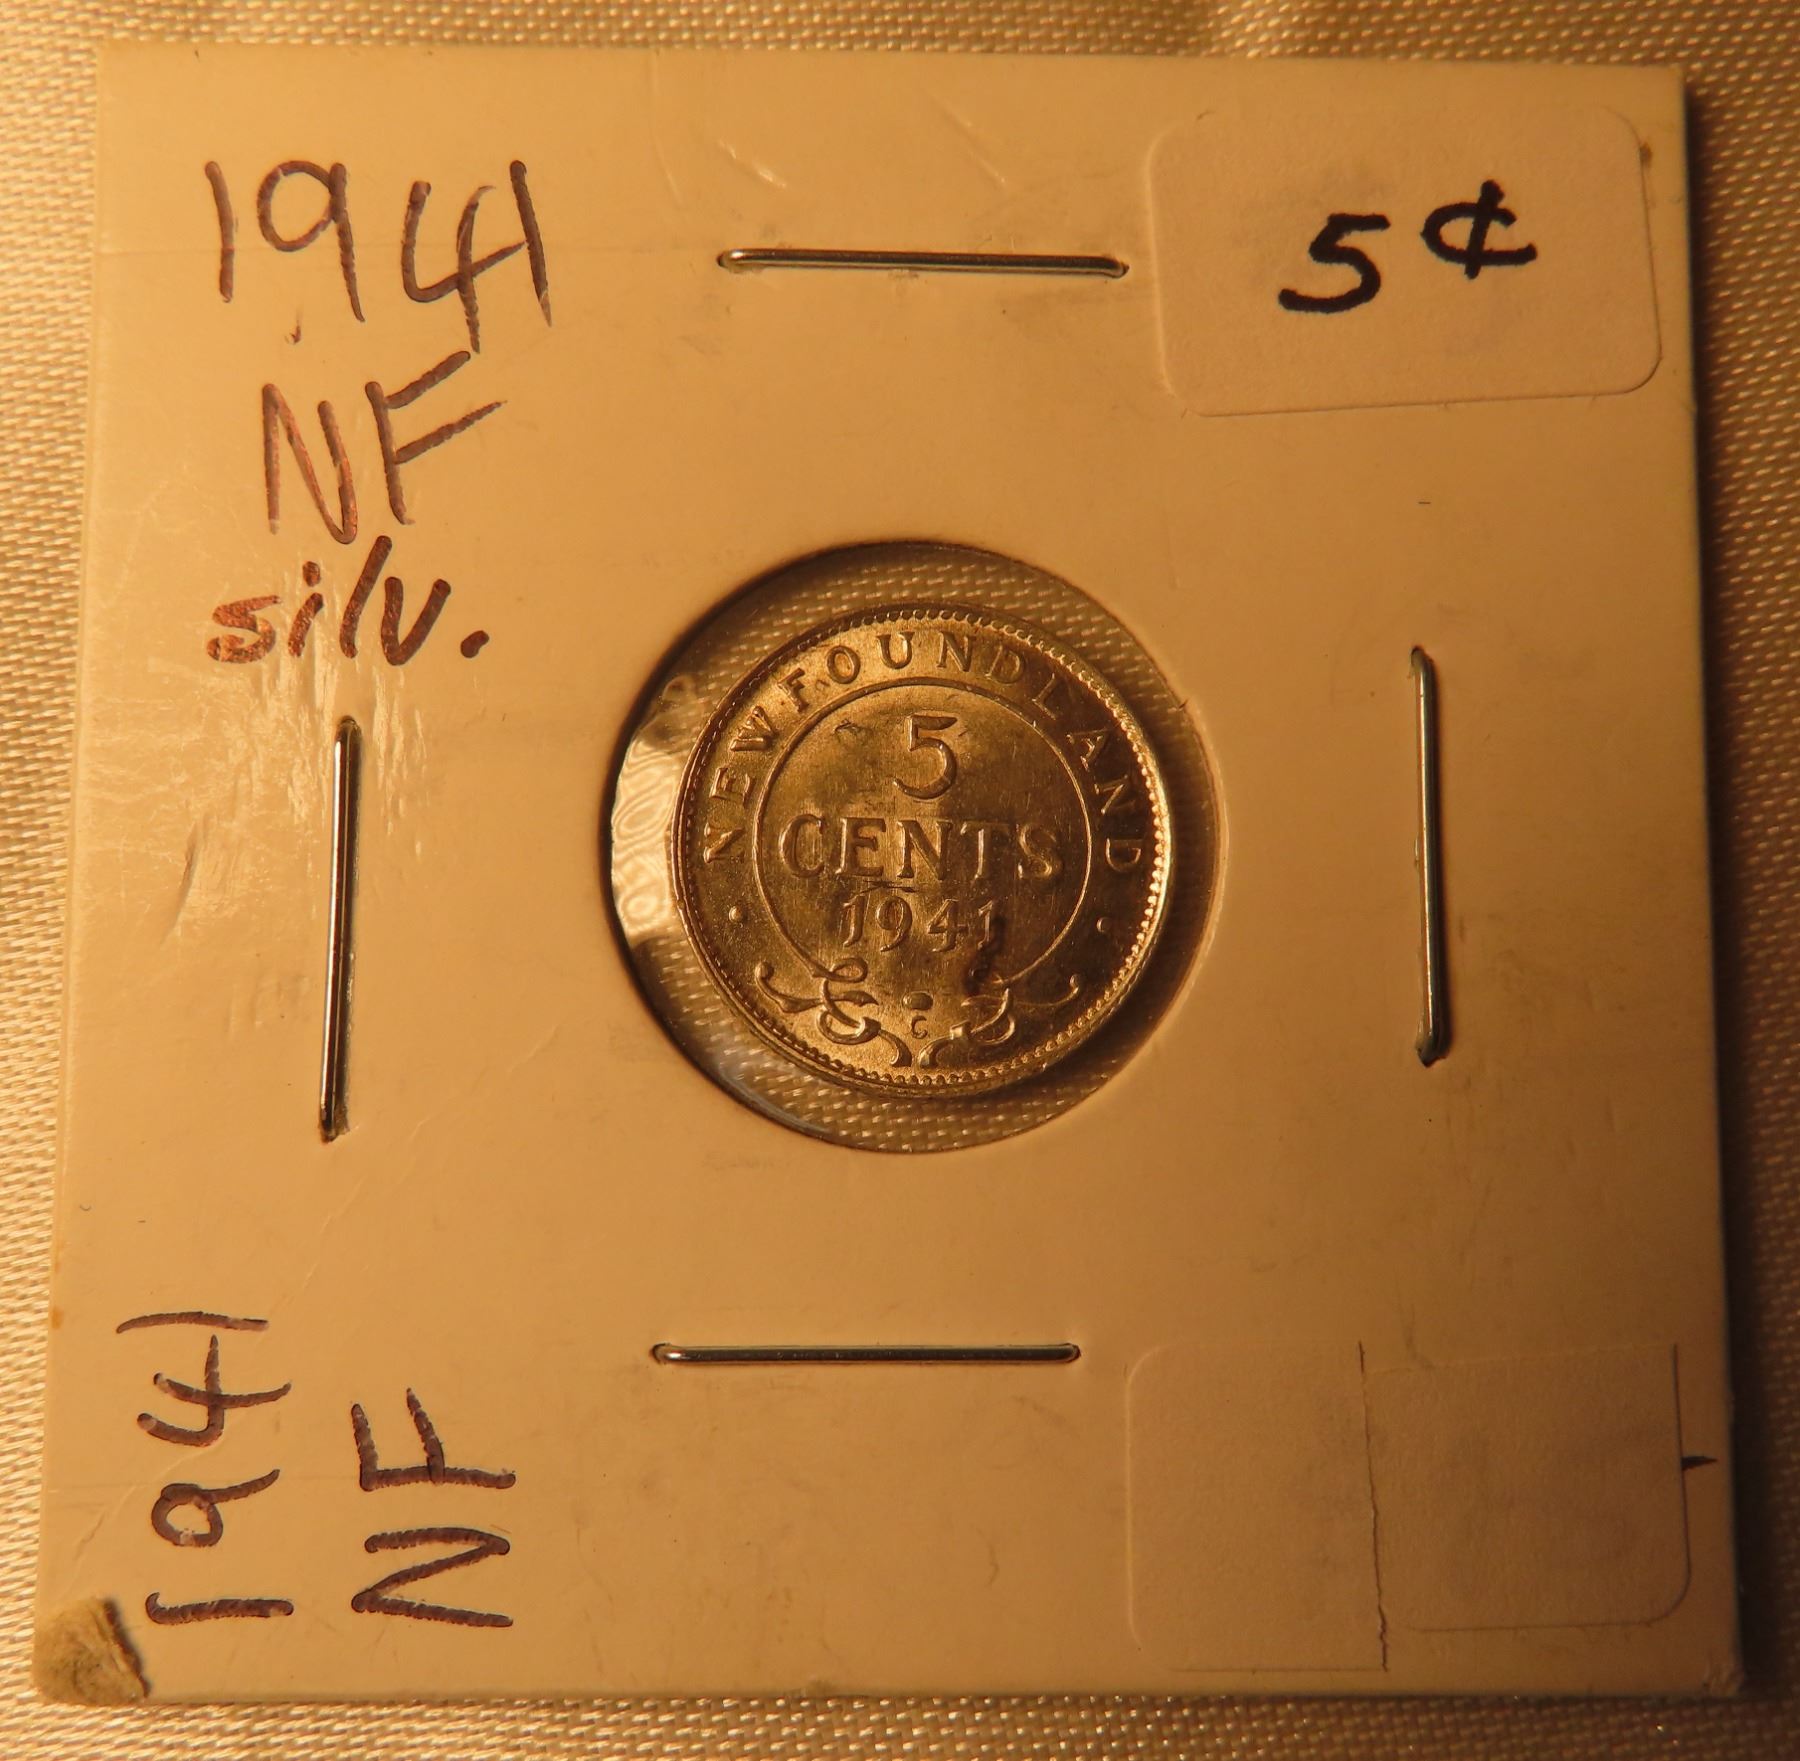 1941
NF
silv.
5¢
NEWFOUNDLAND
5
CENTS
1941
C
1941
NF